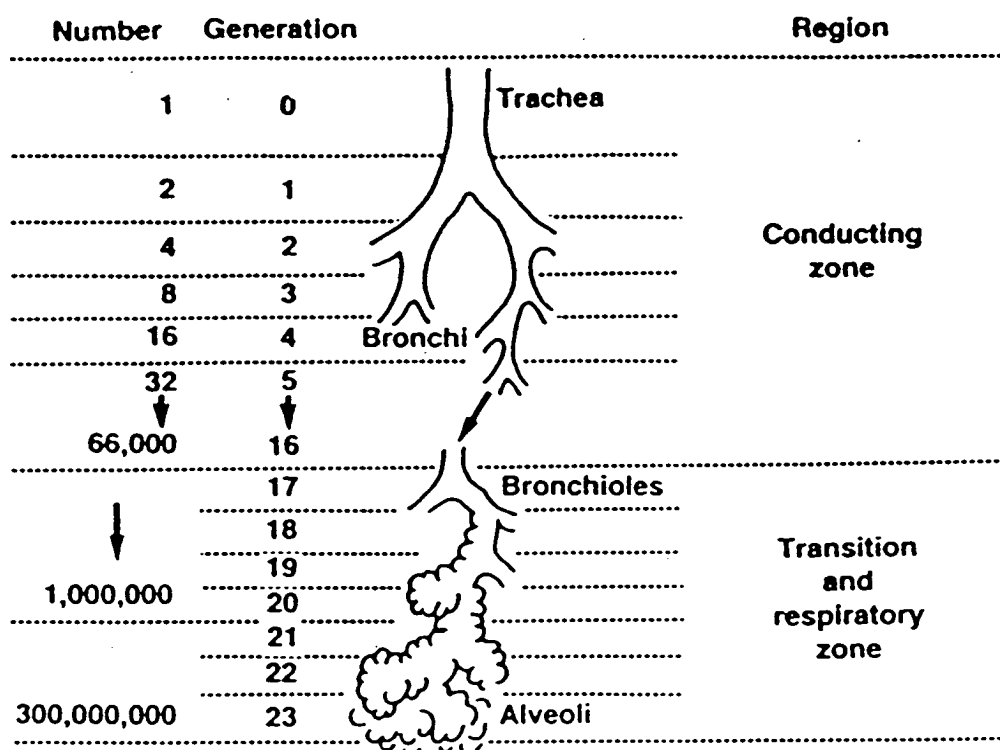 Number Generation Region
1 0 Trachea
2 1
4 2
Conducting
zone
8 3
16 4 Bronchi
32 5
66,000 16
17 Bronchioles
18
19
Transition
and
respiratory
zone
1,000,000 20
21
22
300,000,000 23 Alveoli